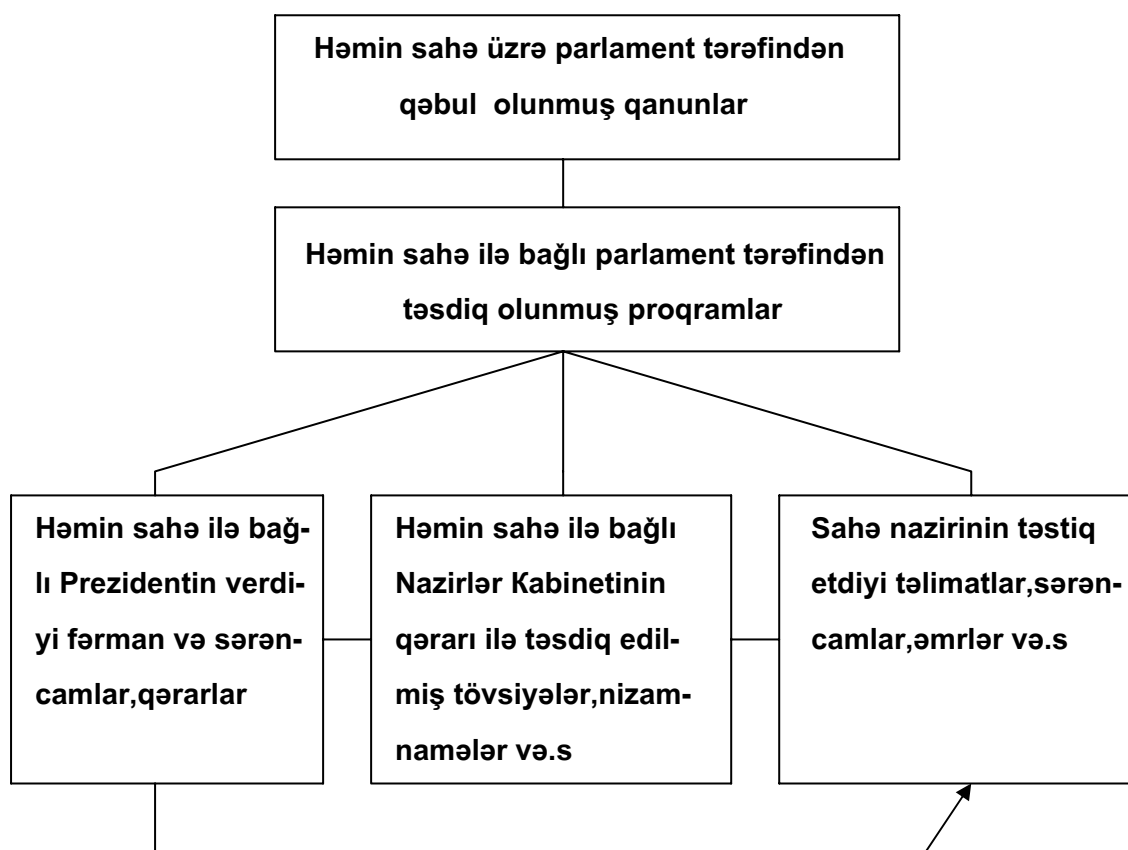 Həmin sahə üzrə parlament tərəfindən
qəbul olunmuş qanunlar
Həmin sahə ilə bağlı parlament tərəfindən
təsdiq olunmuş proqramlar
Həmin sahə ilə bağ-
lı Prezidentin verdi-
yi fərman və sərən-
camlar,qərarlar
Həmin sahə ilə bağlı
Nazirlər Kabinetinin
qərarı ilə təsdiq edil-
miş tövsiyələr,nizam-
namələr və.s
Sahə nazirinin təstiq
etdiyi təlimatlar,sərən-
camlar,əmrlər və.s